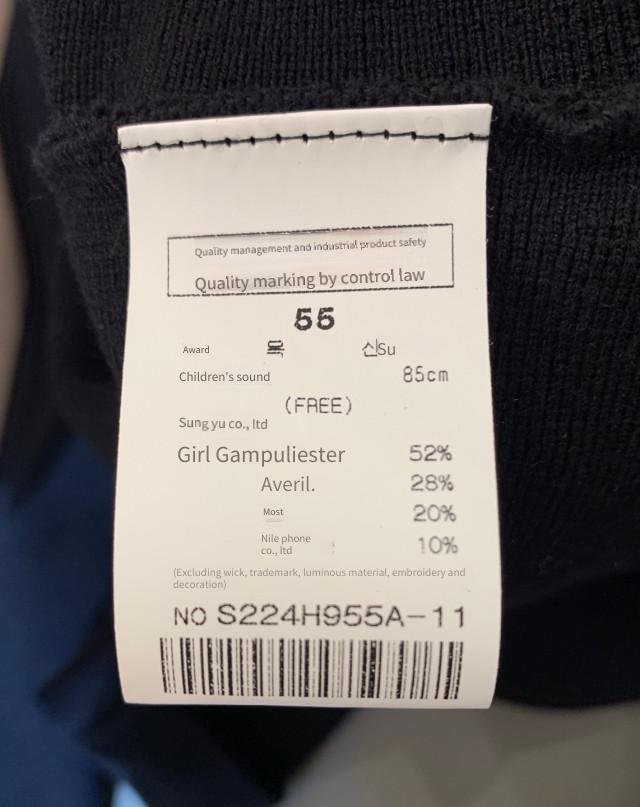 Quality management and industrial product safety
Quality marking by control law
55
Award 신Su
Children's sound 85cm
(FREE)
Sung yu co., ltd
Girl Gampuliester 52%
Averil. 28%
Most 20%
Nile phone co., ltd 10%
(Excluding wick, trademark, luminous material, embroidery and
decoration)
NO S224H955A-11